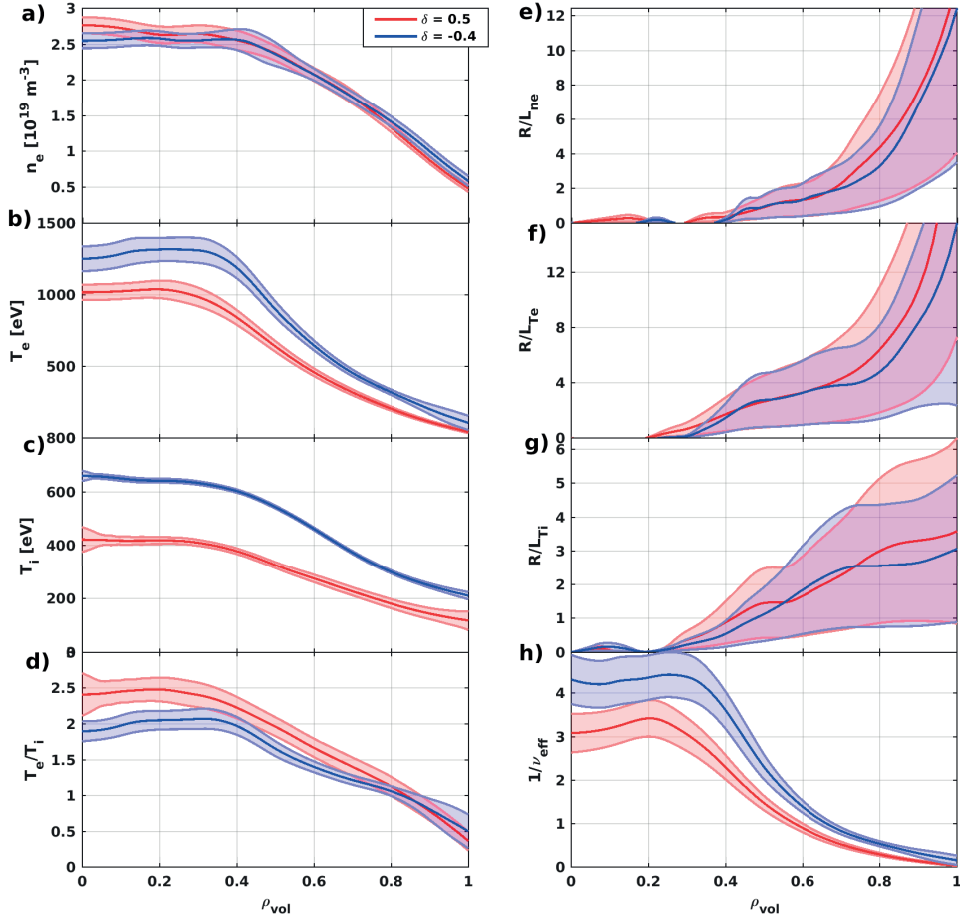 a)
3
2.5
2
1.5
1
0.5
n_e [10^19 m^-3]
δ = 0.5
δ = -0.4
b)
1500
1000
500
T_e [eV]
c)
800
600
400
200
0
T_i [eV]
d)
3
2.5
2
1.5
1
0.5
0
T_e/T_i
0 0.2 0.4 0.6 0.8 1
ρ_vol
e)
12
10
8
6
4
2
0
R/L_ne
f)
12
8
4
0
R/L_Te
g)
6
5
4
3
2
1
0
R/L_Ti
h)
4
3
2
1
0
1/ν_eff
0 0.2 0.4 0.6 0.8 1
ρ_vol